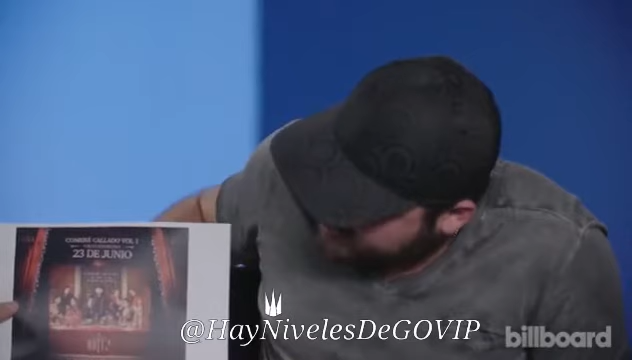 COMERÉ CALLADO VOL 1
23 DE JUNIO
@HayNivelesDeGOVIP
billboard